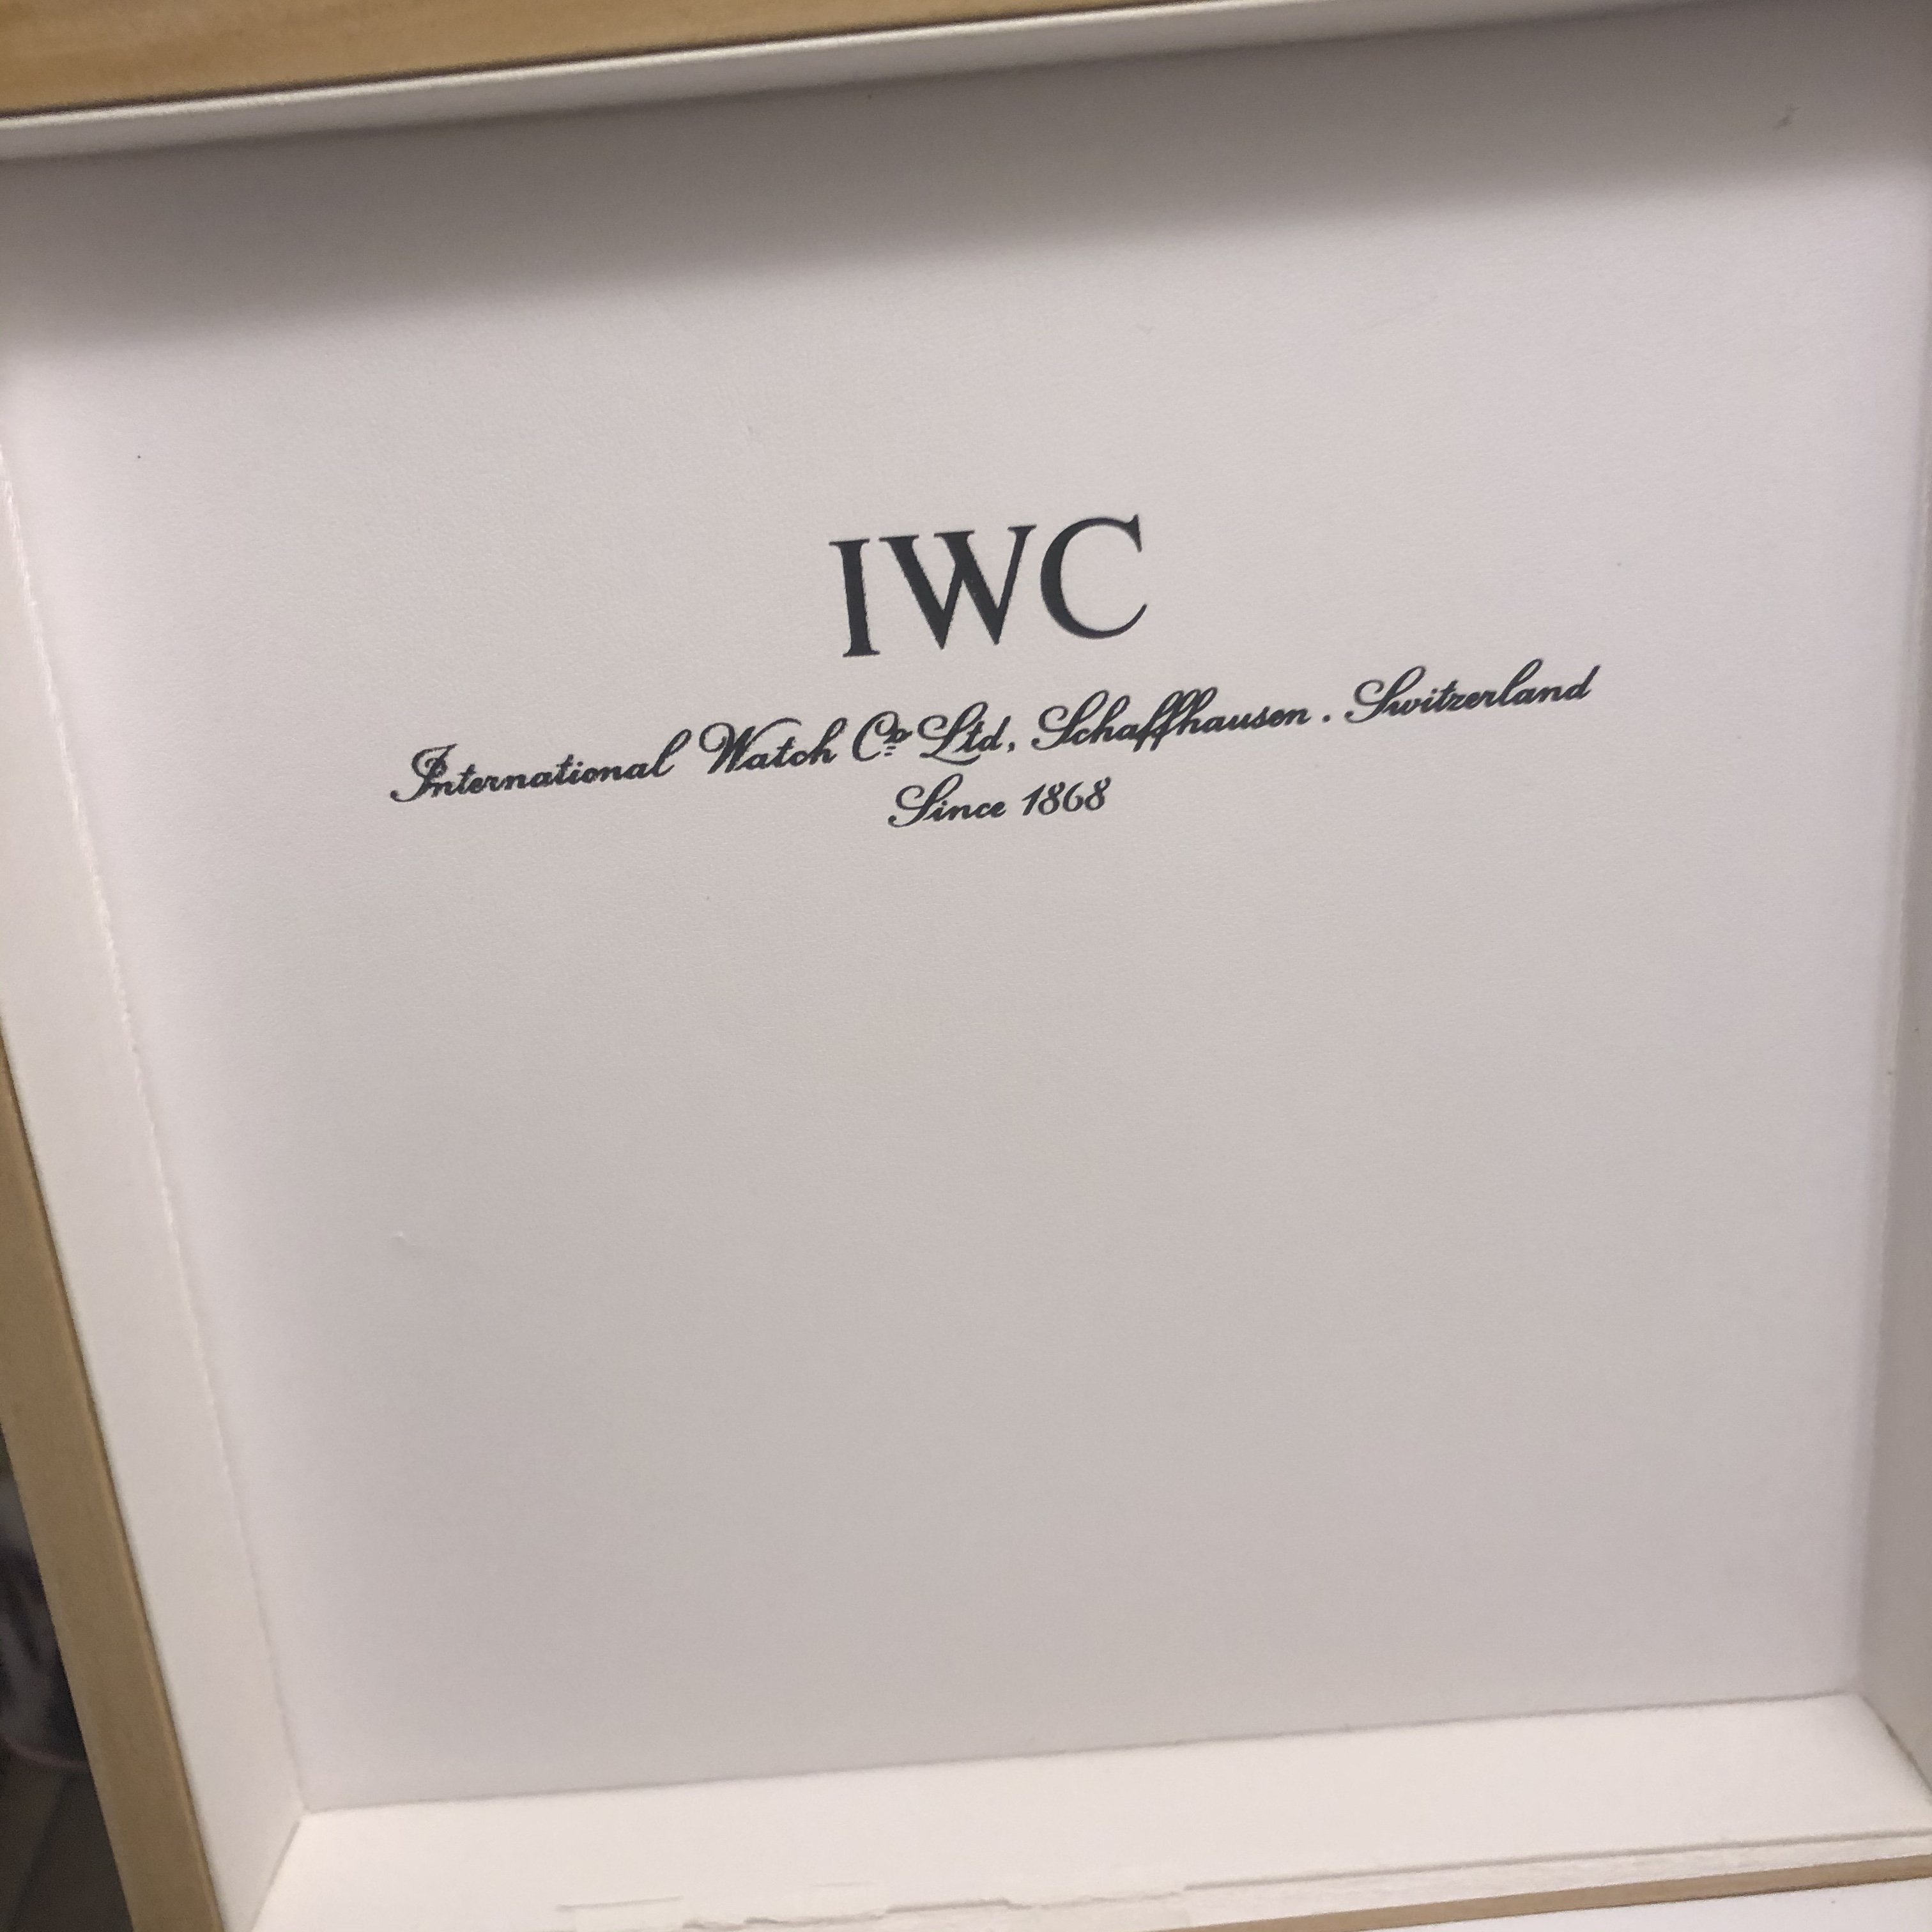 IWC
International Watch Co Ltd, Schaffhausen . Switzerland
Since 1868